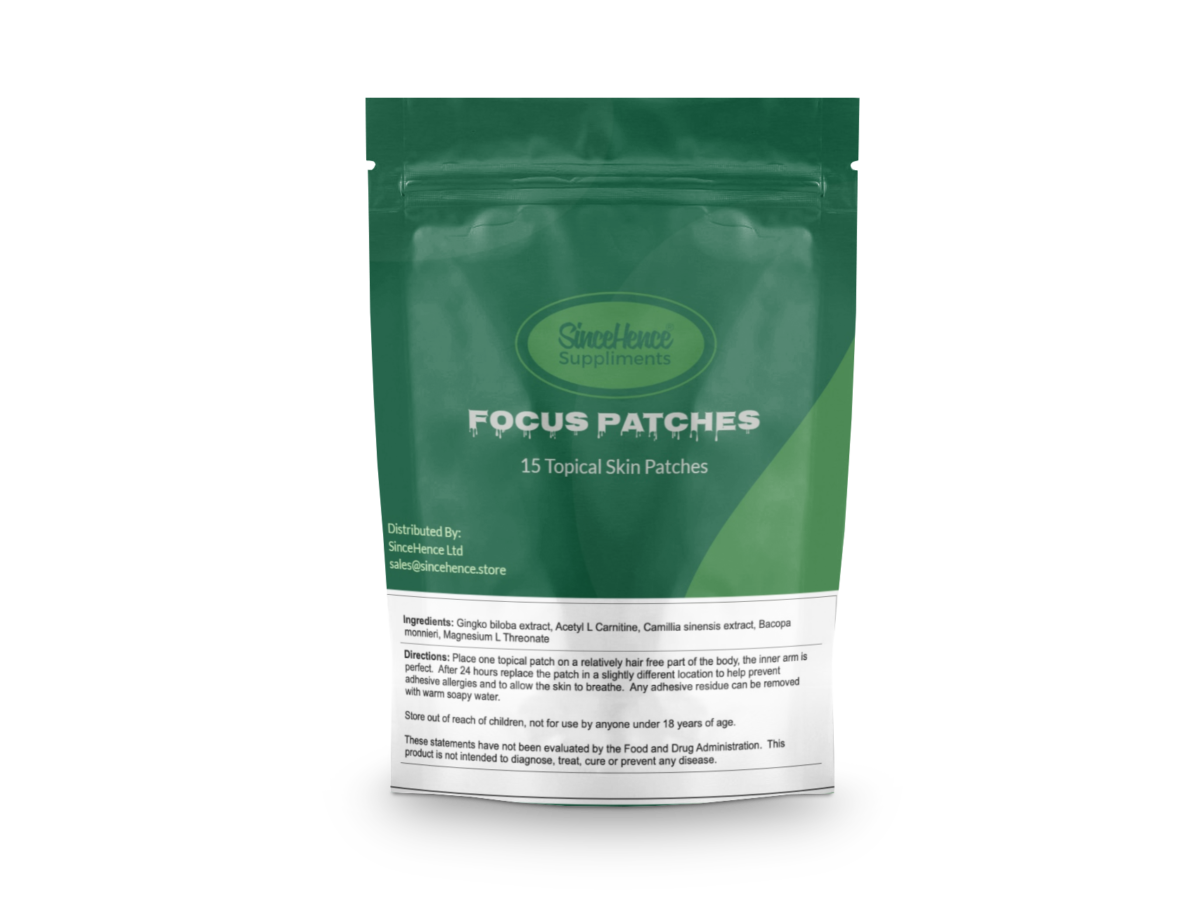 SinceHence®
Suppliments
FOCUS PATCHES
15 Topical Skin Patches
Distributed By:
SinceHence Ltd
sales@sincehence.store
Ingredients: Gingko biloba extract, Acetyl L Carnitine, Camillia sinensis extract, Bacopa
monnieri, Magnesium L Threonate
Directions: Place one topical patch on a relatively hair free part of the body, the inner arm is
perfect. After 24 hours replace the patch in a slightly different location to help prevent
adhesive allergies and to allow the skin to breathe. Any adhesive residue can be removed
with warm soapy water.
Store out of reach of children, not for use by anyone under 18 years of age.
These statements have not been evaluated by the Food and Drug Administration. This
product is not intended to diagnose, treat, cure or prevent any disease.